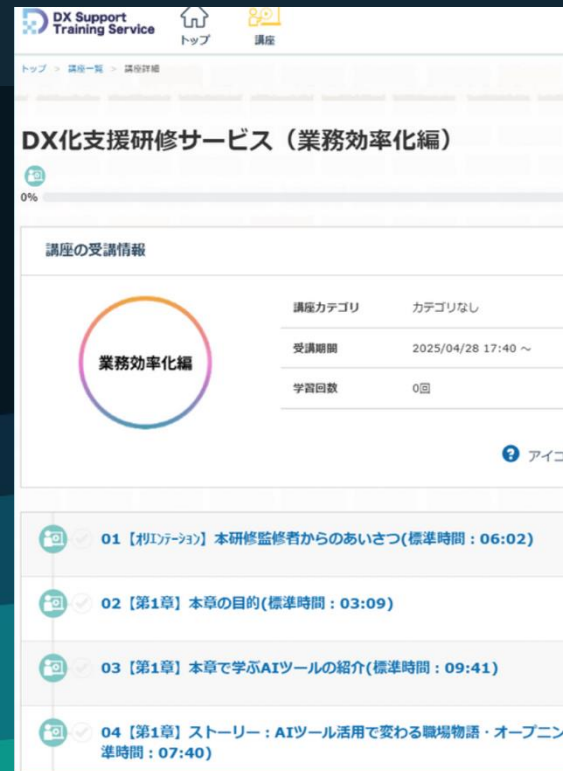 DX Support
Training Service
トップ
講座
トップ > 講座一覧 > 講座詳細
DX化支援研修サービス（業務効率化編）
0%
講座の受講情報
業務効率化編
講座カテゴリ カテゴリなし
受講期間 2025/04/28 17:40 ～
学習回数 0回
? アイコ
01【ｵﾘｴﾝﾃｰｼｮﾝ】本研修監修者からのあいさつ(標準時間：06:02)
02【第1章】本章の目的(標準時間：03:09)
03【第1章】本章で学ぶAIツールの紹介(標準時間：09:41)
04【第1章】ストーリー：AIツール活用で変わる職場物語・オープニン
準時間：07:40)